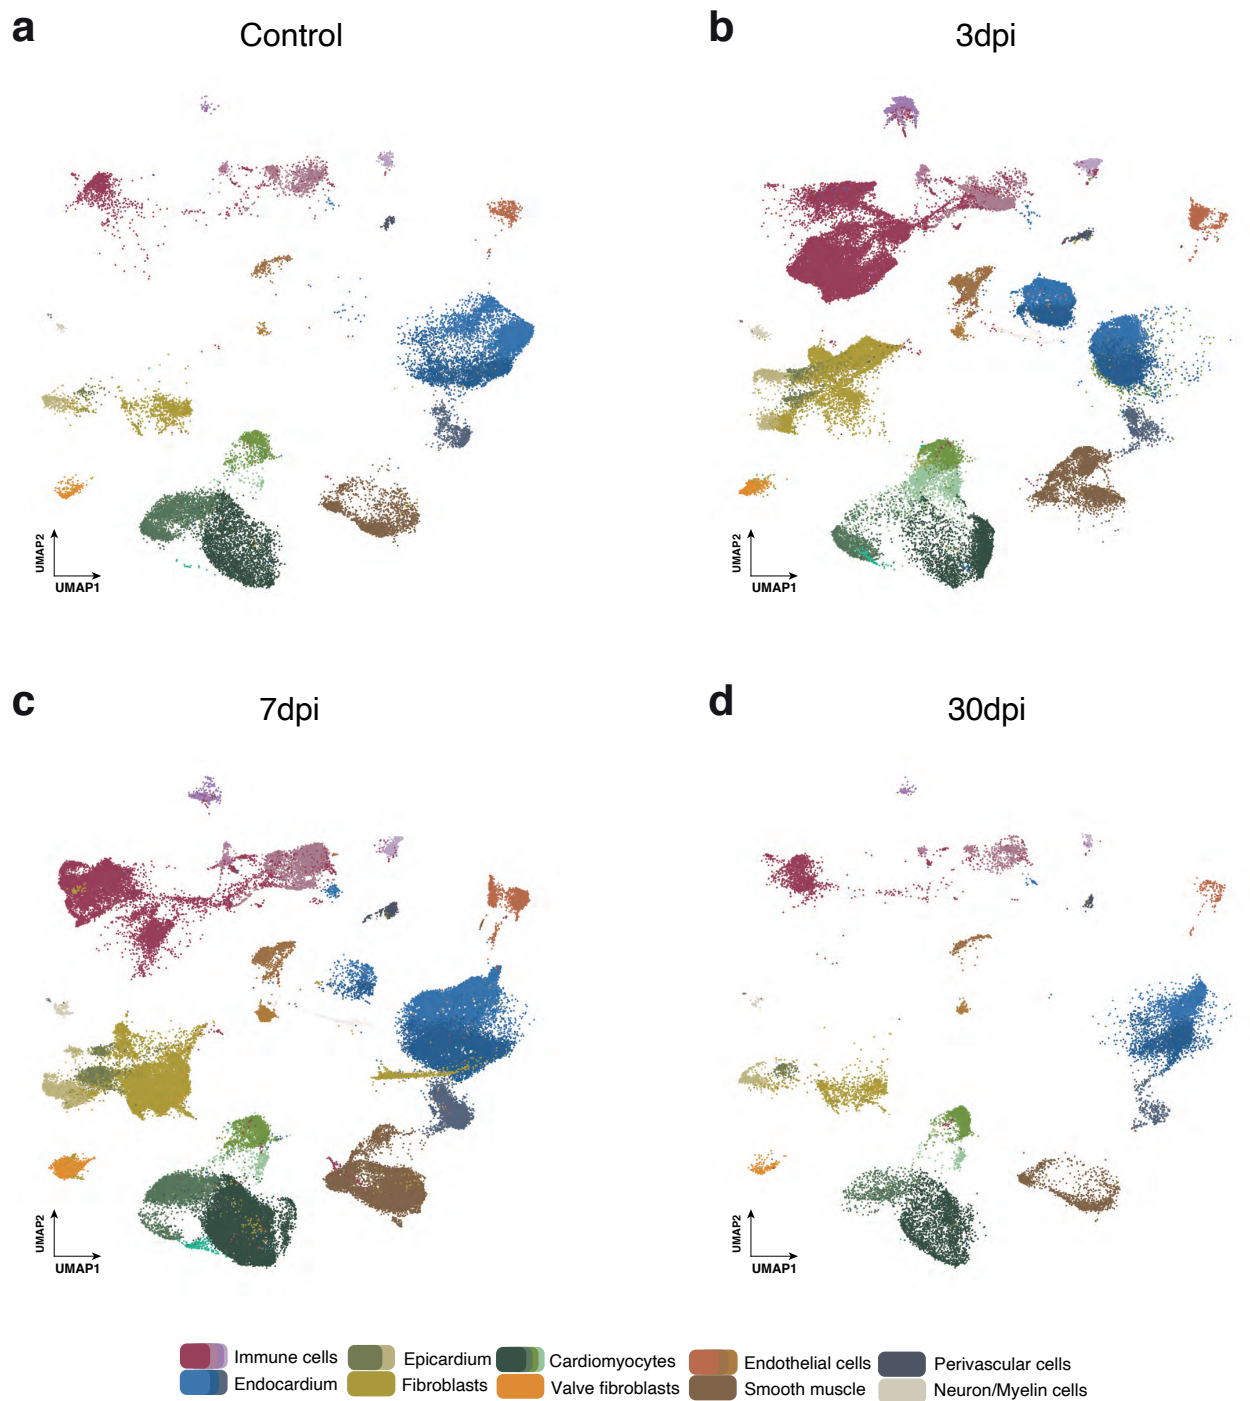 a
Control
b
3dpi
UMAP2
UMAP1
UMAP2
UMAP1
c
7dpi
d
30dpi
UMAP2
UMAP1
UMAP2
UMAP1
Immune cells
Epicardium
Cardiomyocytes
Endothelial cells
Perivascular cells
Endocardium
Fibroblasts
Valve fibroblasts
Smooth muscle
Neuron/Myelin cells